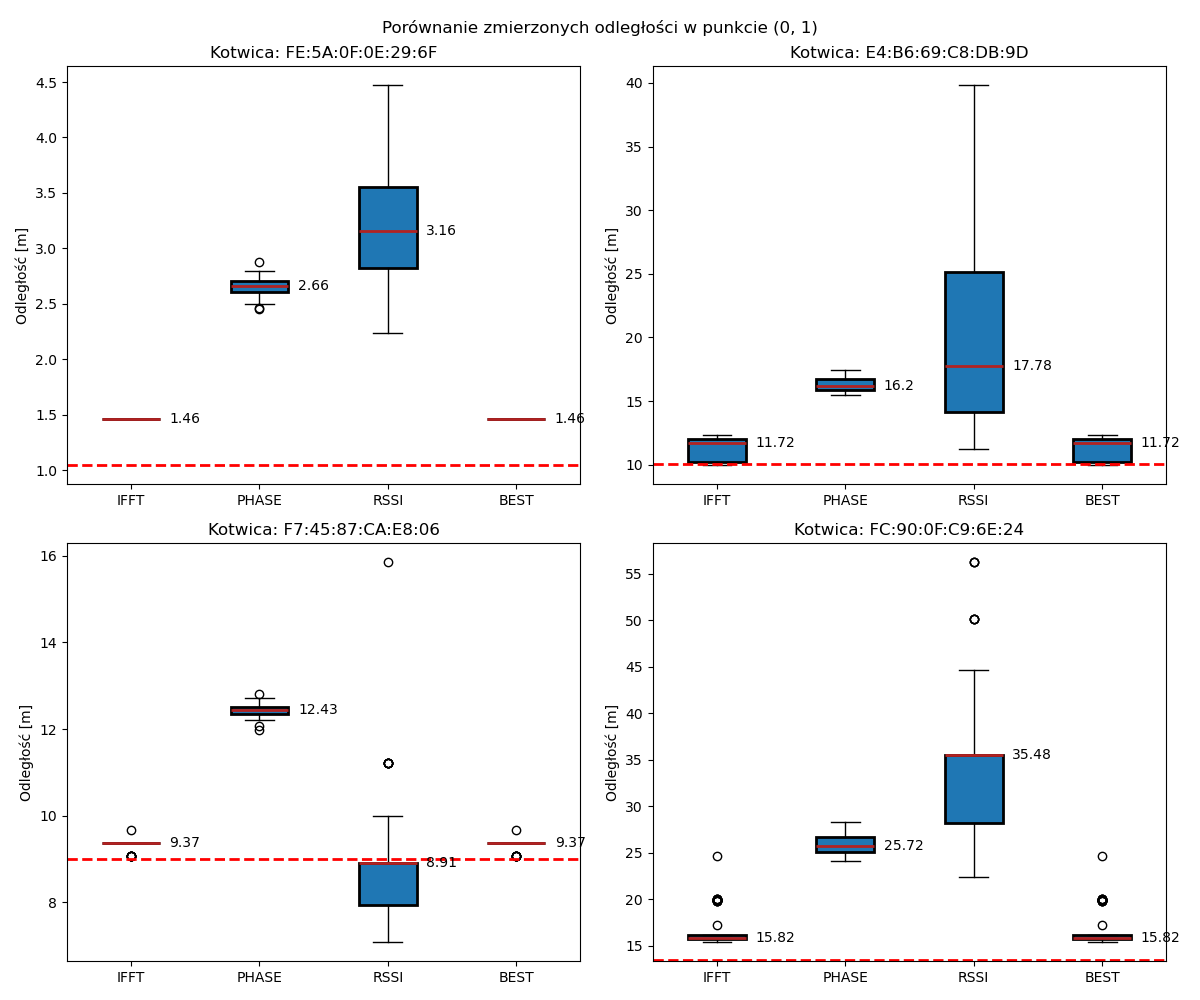 Porównanie zmierzonych odległości w punkcie (0, 1)
Kotwica: FE:5A:0F:0E:29:6F
Odległość [m]
4.5
4.0
3.5
3.0
2.5
2.0
1.5
1.0
3.16
2.66
1.46
1.46
IFFT
PHASE
RSSI
BEST
Kotwica: E4:B6:69:C8:DB:9D
Odległość [m]
40
35
30
25
20
15
10
17.78
16.2
11.72
11.72
IFFT
PHASE
RSSI
BEST
Kotwica: F7:45:87:CA:E8:06
Odległość [m]
16
14
12
10
8
12.43
9.37
8.91
9.37
IFFT
PHASE
RSSI
BEST
Kotwica: FC:90:0F:C9:6E:24
Odległość [m]
55
50
45
40
35
30
25
20
15
35.48
25.72
15.82
15.82
IFFT
PHASE
RSSI
BEST